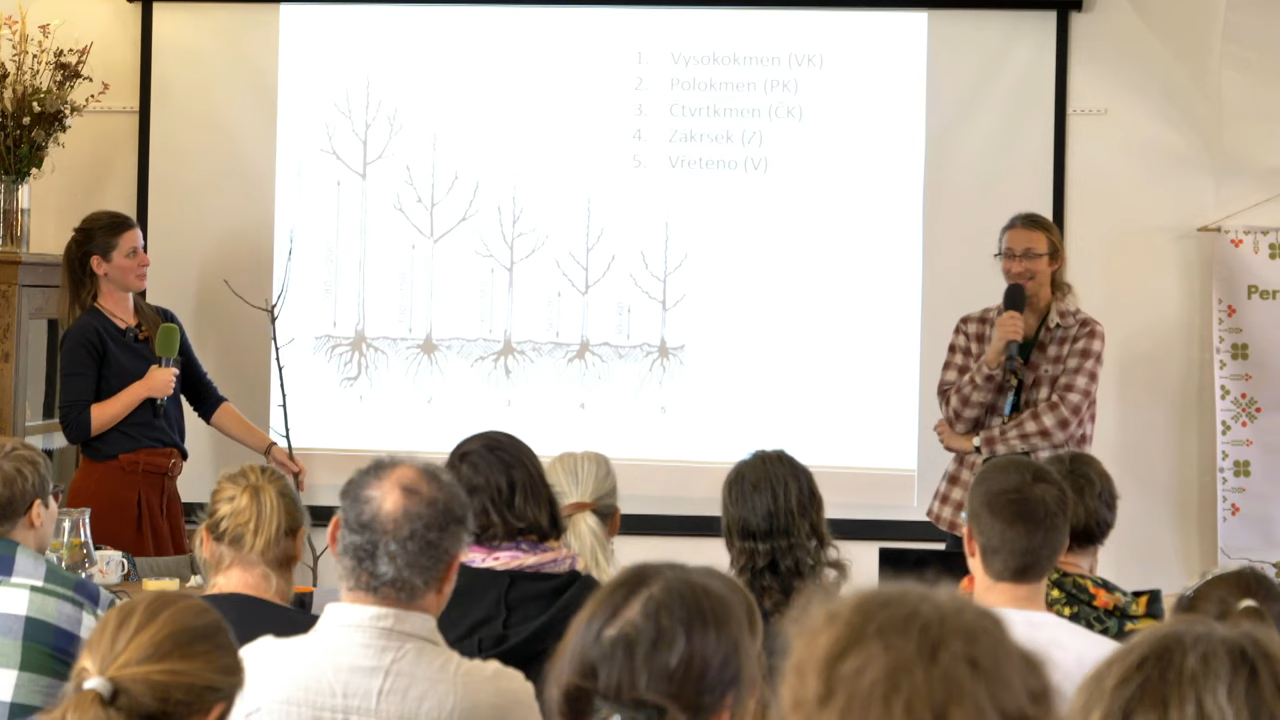 1. Vysokokmen (VK)
2. Polokmen (PK)
3. Čtvrtkmen (ČK)
4. Zákrsek (Z)
5. Vřeteno (V)
Per